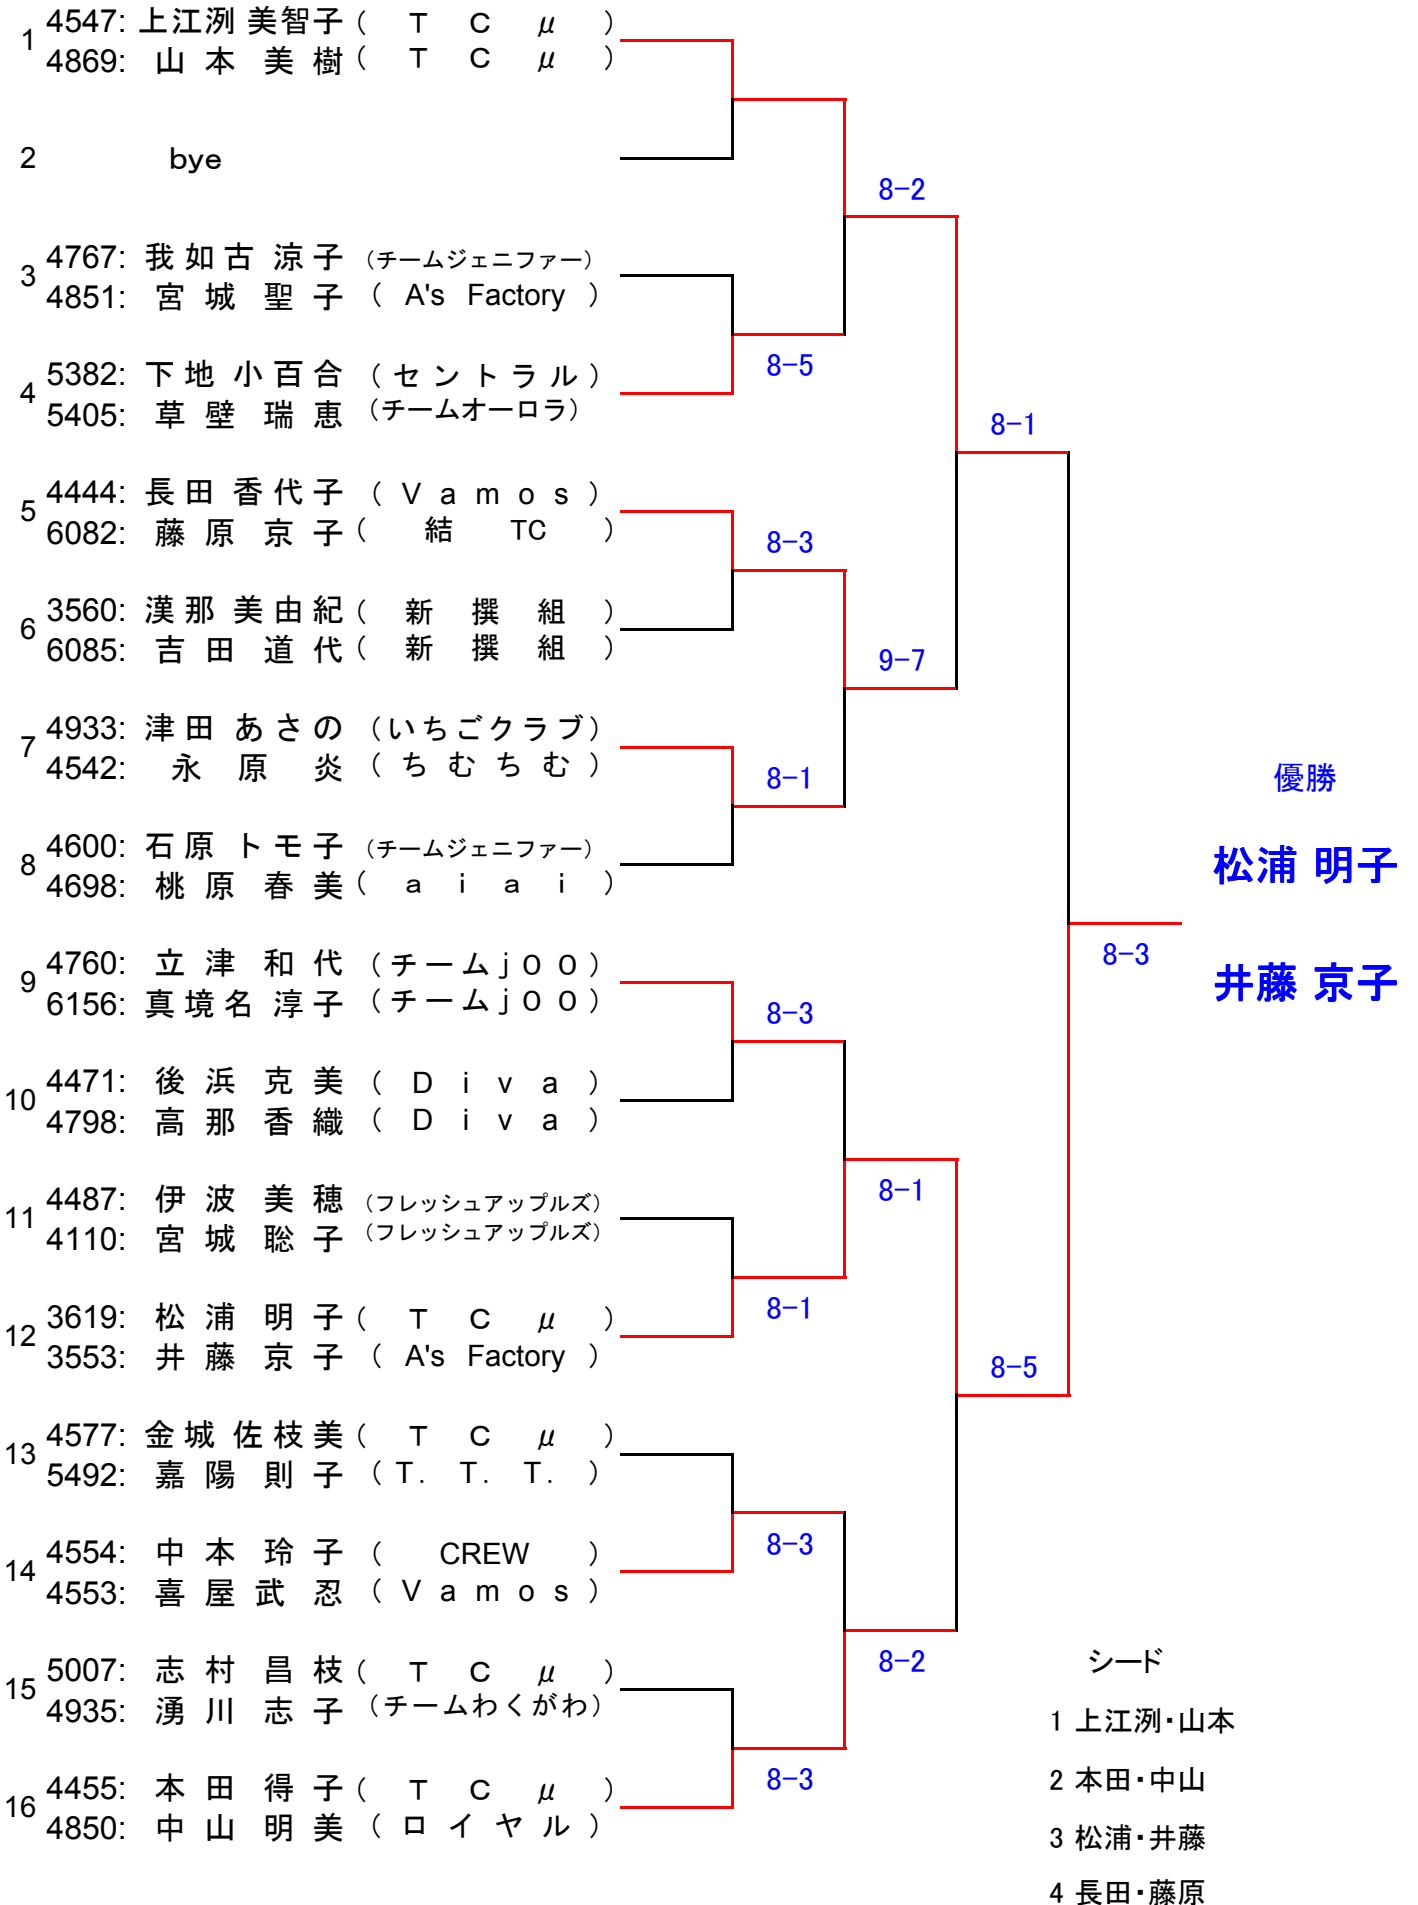 1 4547: 上江洌 美智子 ( T C μ )
4869: 山本 美樹 ( T C μ )
2 bye
8-2
3 4767: 我如古 涼子 (チームジェニファー)
4851: 宮城 聖子 ( A's Factory )
8-5
4 5382: 下地 小百合 (セントラル)
5405: 草壁 瑞恵 (チームオーロラ)
8-1
5 4444: 長田 香代子 ( Vamos )
6082: 藤原 京子 ( 結 TC )
8-3
6 3560: 漢那 美由紀 ( 新撰組 )
6085: 吉田 道代 ( 新撰組 )
9-7
7 4933: 津田 あさの (いちごクラブ)
4542: 永原 炎 (ちむちむ)
8-1
優勝
8 4600: 石原 トモ子 (チームジェニファー)
4698: 桃原 春美 ( aiai )
松浦 明子
9 4760: 立津 和代 (チームjOO)
6156: 真境名 淳子 (チームjOO)
8-3
井藤 京子
8-3
10 4471: 後浜 克美 ( Diva )
4798: 高那 香織 ( Diva )
11 4487: 伊波 美穂 (フレッシュアップルズ)
4110: 宮城 聡子 (フレッシュアップルズ)
8-1
12 3619: 松浦 明子 ( T C μ )
3553: 井藤 京子 ( A's Factory )
8-1
8-5
13 4577: 金城 佐枝美 ( T C μ )
5492: 嘉陽 則子 ( T. T. T. )
14 4554: 中本 玲子 ( CREW )
4553: 喜屋武 忍 ( Vamos )
8-3
15 5007: 志村 昌枝 ( T C μ )
4935: 湧川 志子 (チームわくがわ)
8-2
16 4455: 本田 得子 ( T C μ )
4850: 中山 明美 (ロイヤル)
8-3
シード
1 上江洌・山本
2 本田・中山
3 松浦・井藤
4 長田・藤原